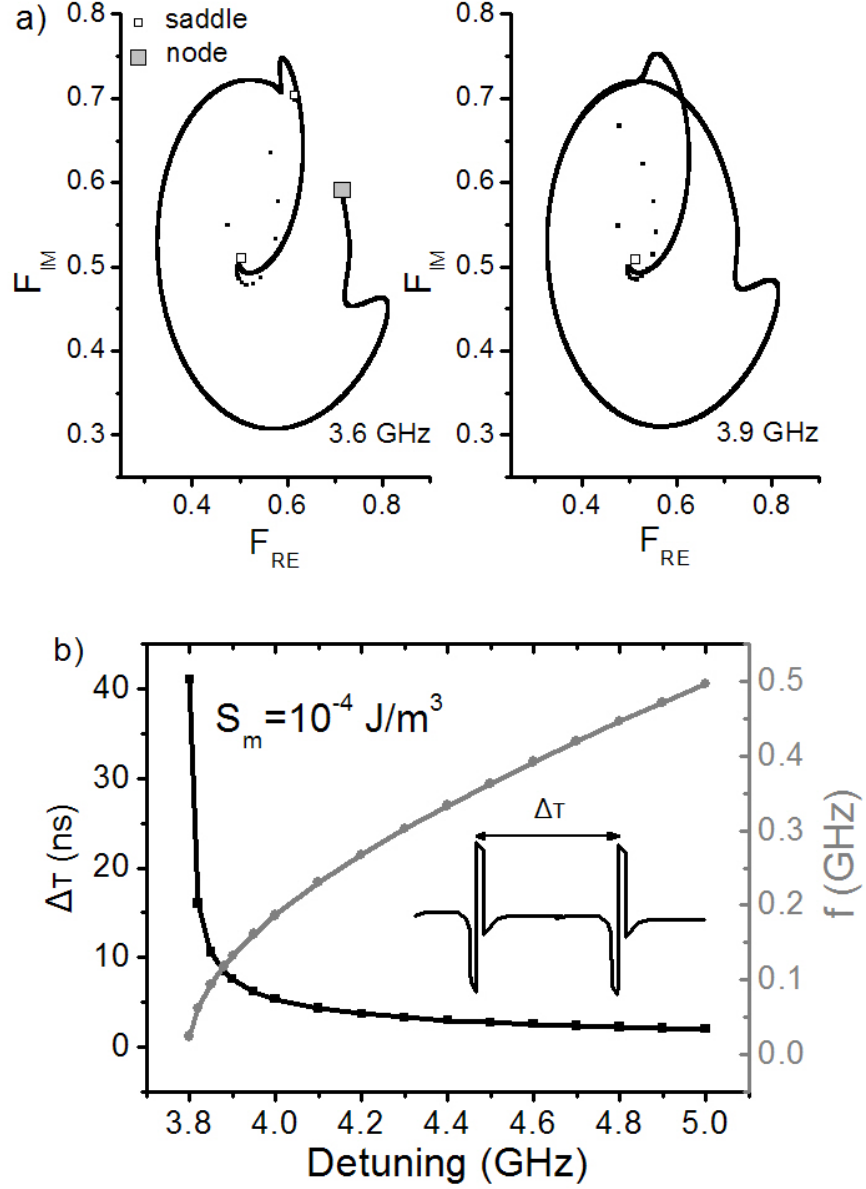 a)
saddle
node
0.8
0.7
0.6
0.5
0.4
0.3
F_IM
0.4 0.6 0.8
F_RE
3.6 GHz
0.8
0.7
0.6
0.5
0.4
0.3
F_IM
0.4 0.6 0.8
F_RE
3.9 GHz
b)
S_m=10^-4 J/m^3
ΔT
40
30
20
10
0
ΔT (ns)
0.5
0.4
0.3
0.2
0.1
0.0
f (GHz)
3.8 4.0 4.2 4.4 4.6 4.8 5.0
Detuning (GHz)